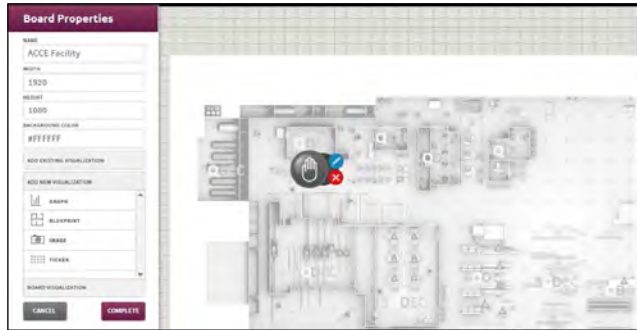 Board Properties
NAME
ACCE Facility
WIDTH
1920
HEIGHT
1080
BACKGROUND COLOR
#FFFFFF
ADD EXISTING VISUALIZATION
ADD NEW VISUALIZATION
GRAPH
BLUEPRINT
IMAGE
TICKER
BOARD VISUALIZATION
CANCEL
COMPLETE